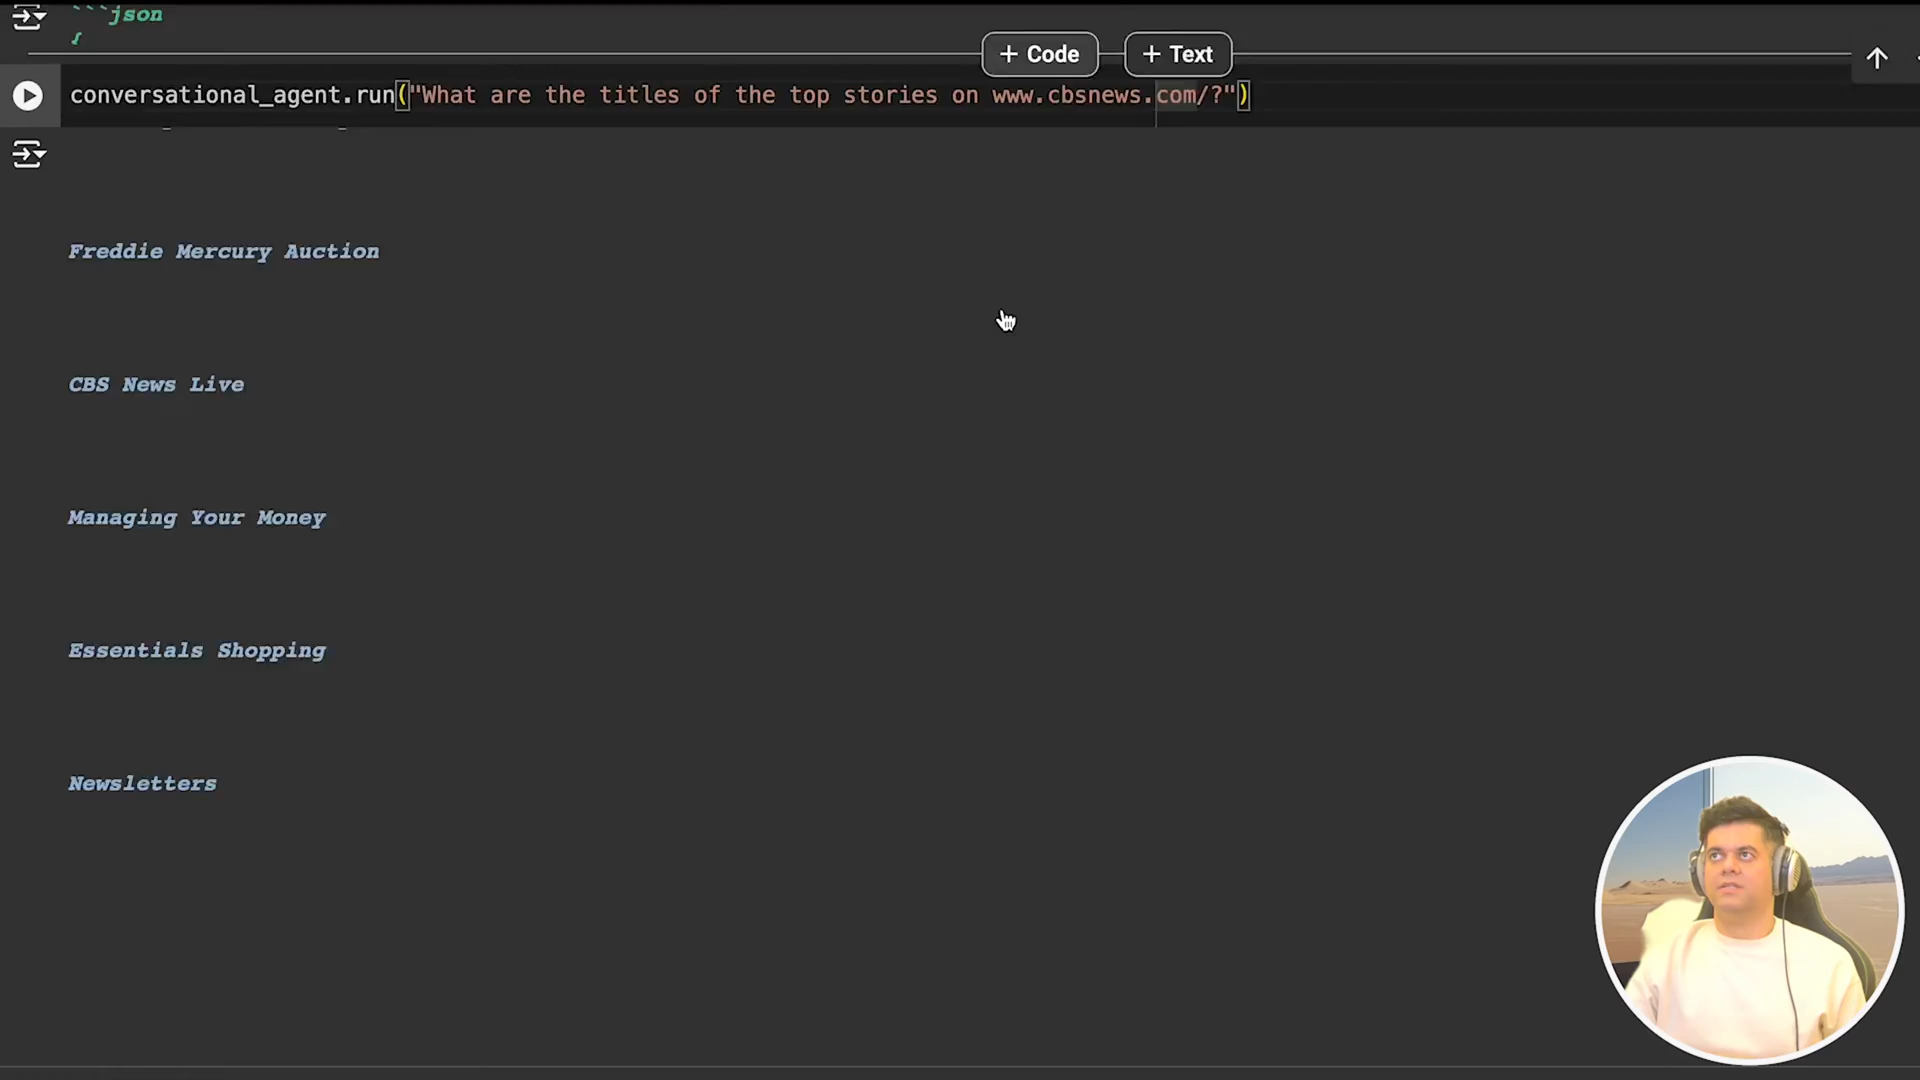 ```json
{
+ Code + Text
conversational_agent.run("What are the titles of the top stories on www.cbsnews.com/?")
Freddie Mercury Auction
CBS News Live
Managing Your Money
Essentials Shopping
Newsletters